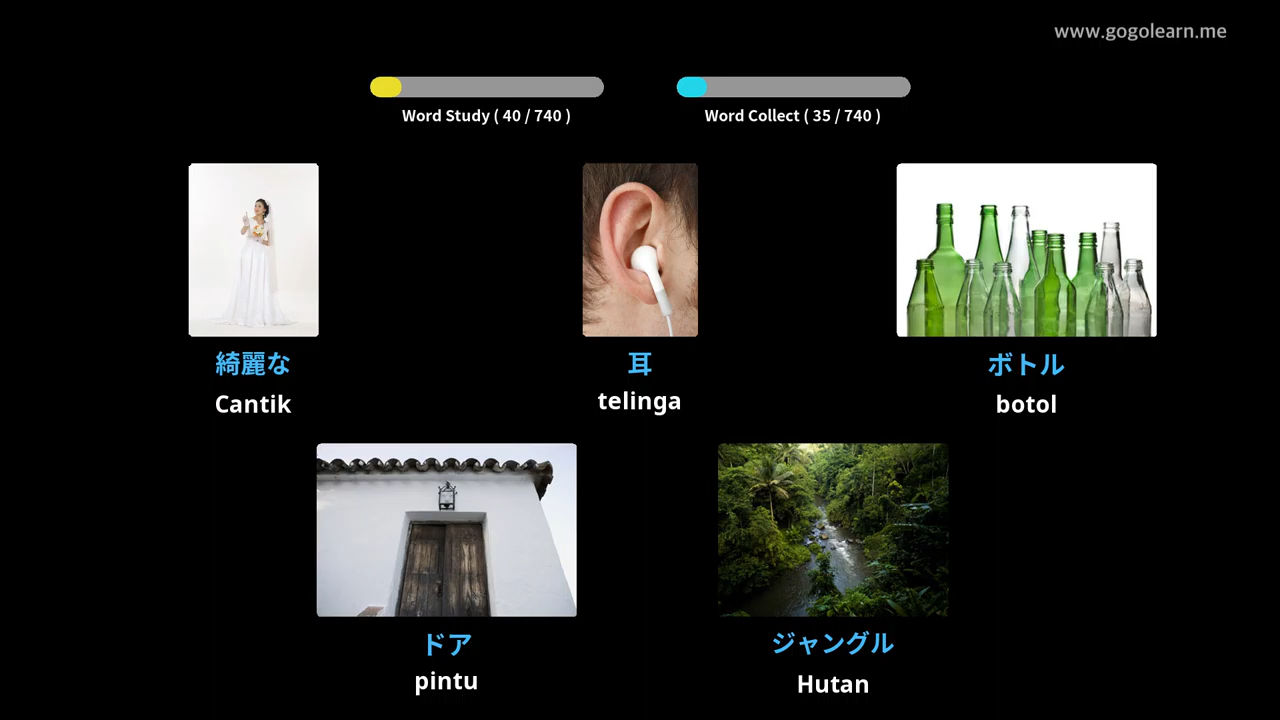 www.gogolearn.me
Word Study ( 40 / 740 )
Word Collect ( 35 / 740 )
綺麗な
Cantik
耳
telinga
ボトル
botol
ドア
pintu
ジャングル
Hutan